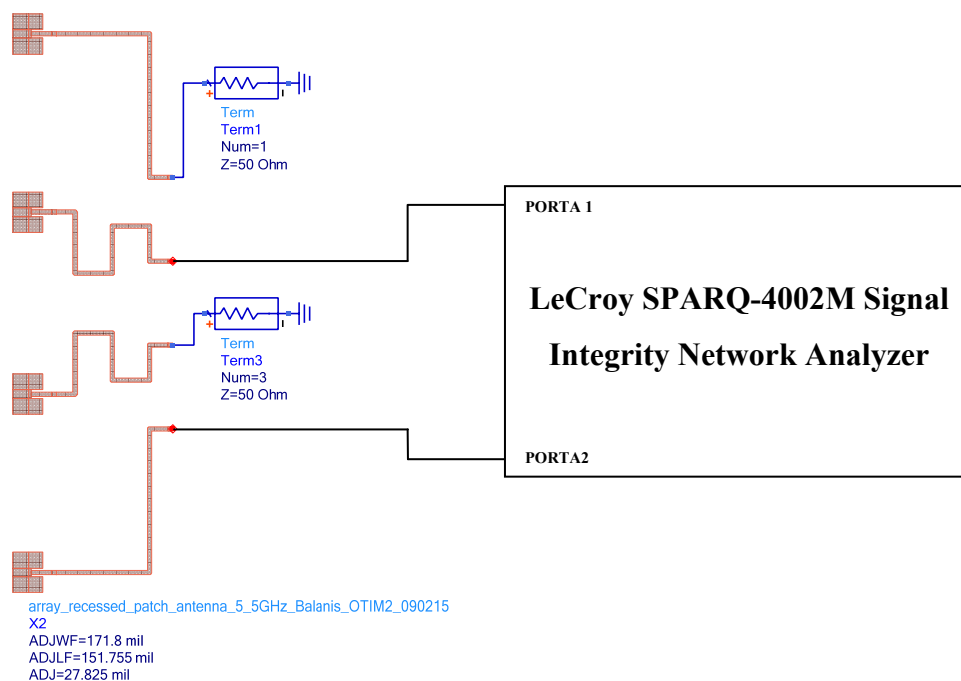 Term
Term1
Num=1
Z=50 Ohm
PORTA 1
LeCroy SPARQ-4002M Signal
Integrity Network Analyzer
Term
Term3
Num=3
Z=50 Ohm
PORTA2
array_recessed_patch_antenna_5_5GHz_Balanis_OTIM2_090215
X2
ADJWF=171.8 mil
ADJLF=151.755 mil
ADJ=27.825 mil